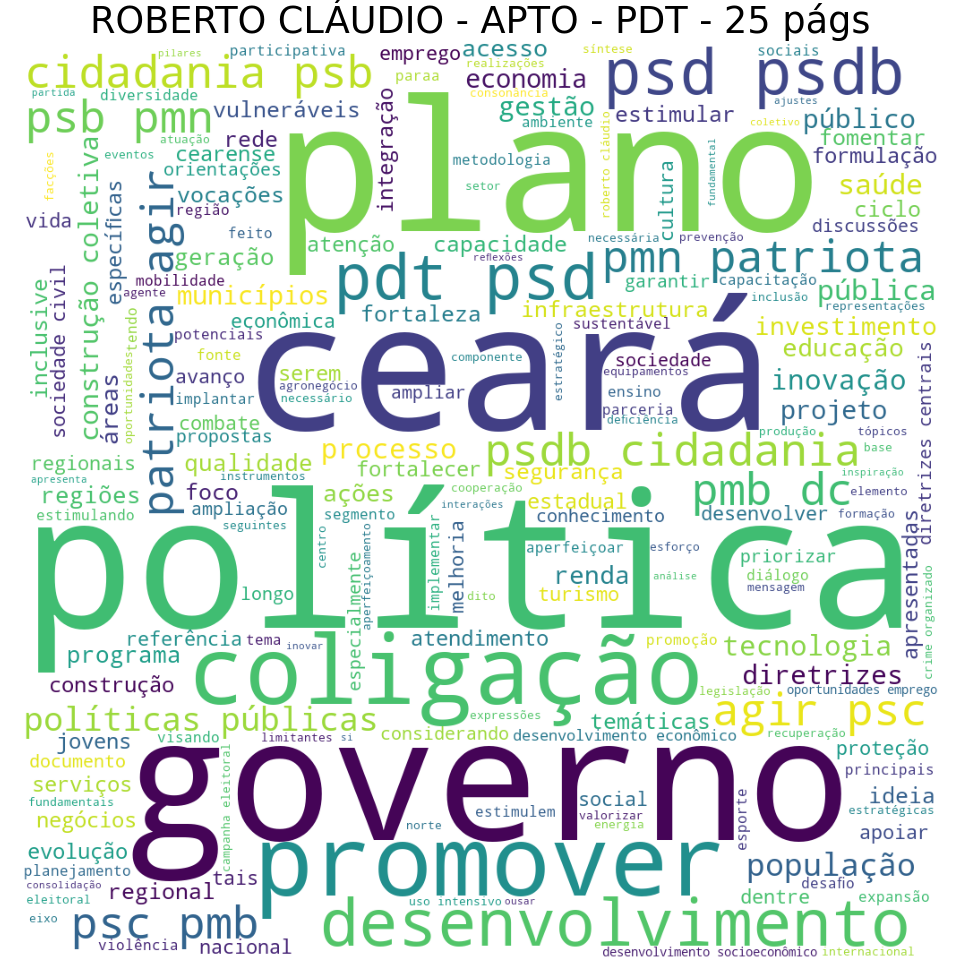 ROBERTO CLÁUDIO - APTO - PDT - 25 págs
pilares
participativa
emprego
acesso
síntese
sociais
cidadania psb
realizações
psd psdb
partida
diversidade
paraa
economia
consonância
gestão
ajustes
psb pmn
vulneráveis
plano
ambiente
estimular
coletivo
público
atuação
rede
integração
roberto cláudio
fundamental
fomentar
eventos
cearense
metodologia
formulação
facções
orientações
cultura
construção coletiva
específicas
vocações
setor
saúde
vida
região
ciclo
patriota agir
feito
atenção
capacidade
necessária
prevenção
discussões
geração
reflexões
pmn patriota
inclusive
sociedade civil
mobilidade
pdt psd
garantir
capacitação
pública
agente
municípios
inclusão
representações
tendo
econômica
fortaleza
infraestrutura
investimento
potenciais
ceará
sustentável
oportunidades
áreas
fonte
componente
estratégico
sociedade
educação
diretrizes centrais
avanço
serem
equipamentos
agronegócio
ampliar
ensino
inovação
implantar
necessário
parceria
projeto
combate
deficiência
propostas
processo
psdb cidadania
produção
tópicos
regionais
qualidade
fortalecer
segurança
base
apresenta
instrumentos
inspiração
regiões
foco
ações
cooperação
estadual
pmb dc
elemento
estimulando
ampliação
segmento
interações
conhecimento
desenvolver
formação
seguintes
política
apresentadas
centro
aperfeiçoamento
implementar
melhoria
aperfeiçoar
esforço
priorizar
especialmente
renda
análise
diálogo
longo
dito
turismo
mensagem
crime organizado
referência
tema
inovar
atendimento
promoção
tecnologia
programa
coligação
construção
legislação
diretrizes
oportunidades emprego
políticas públicas
expressões
temáticas
agir psc
jovens
visando
limitantes
si
considerando
desenvolvimento econômico
recuperação
documento
governo
proteção
serviços
campanha eleitoral
principais
fundamentais
social
ideia
estratégicas
negócios
estimulem
valorizar
norte
energia
esporte
apoiar
evolução
promover
planejamento
tais
população
consolidação
regional
desafio
eleitoral
uso intensivo
ousar
dentre
expansão
eixo
psc pmb
desenvolvimento
violência
nacional
desenvolvimento socioeconômico
internacional